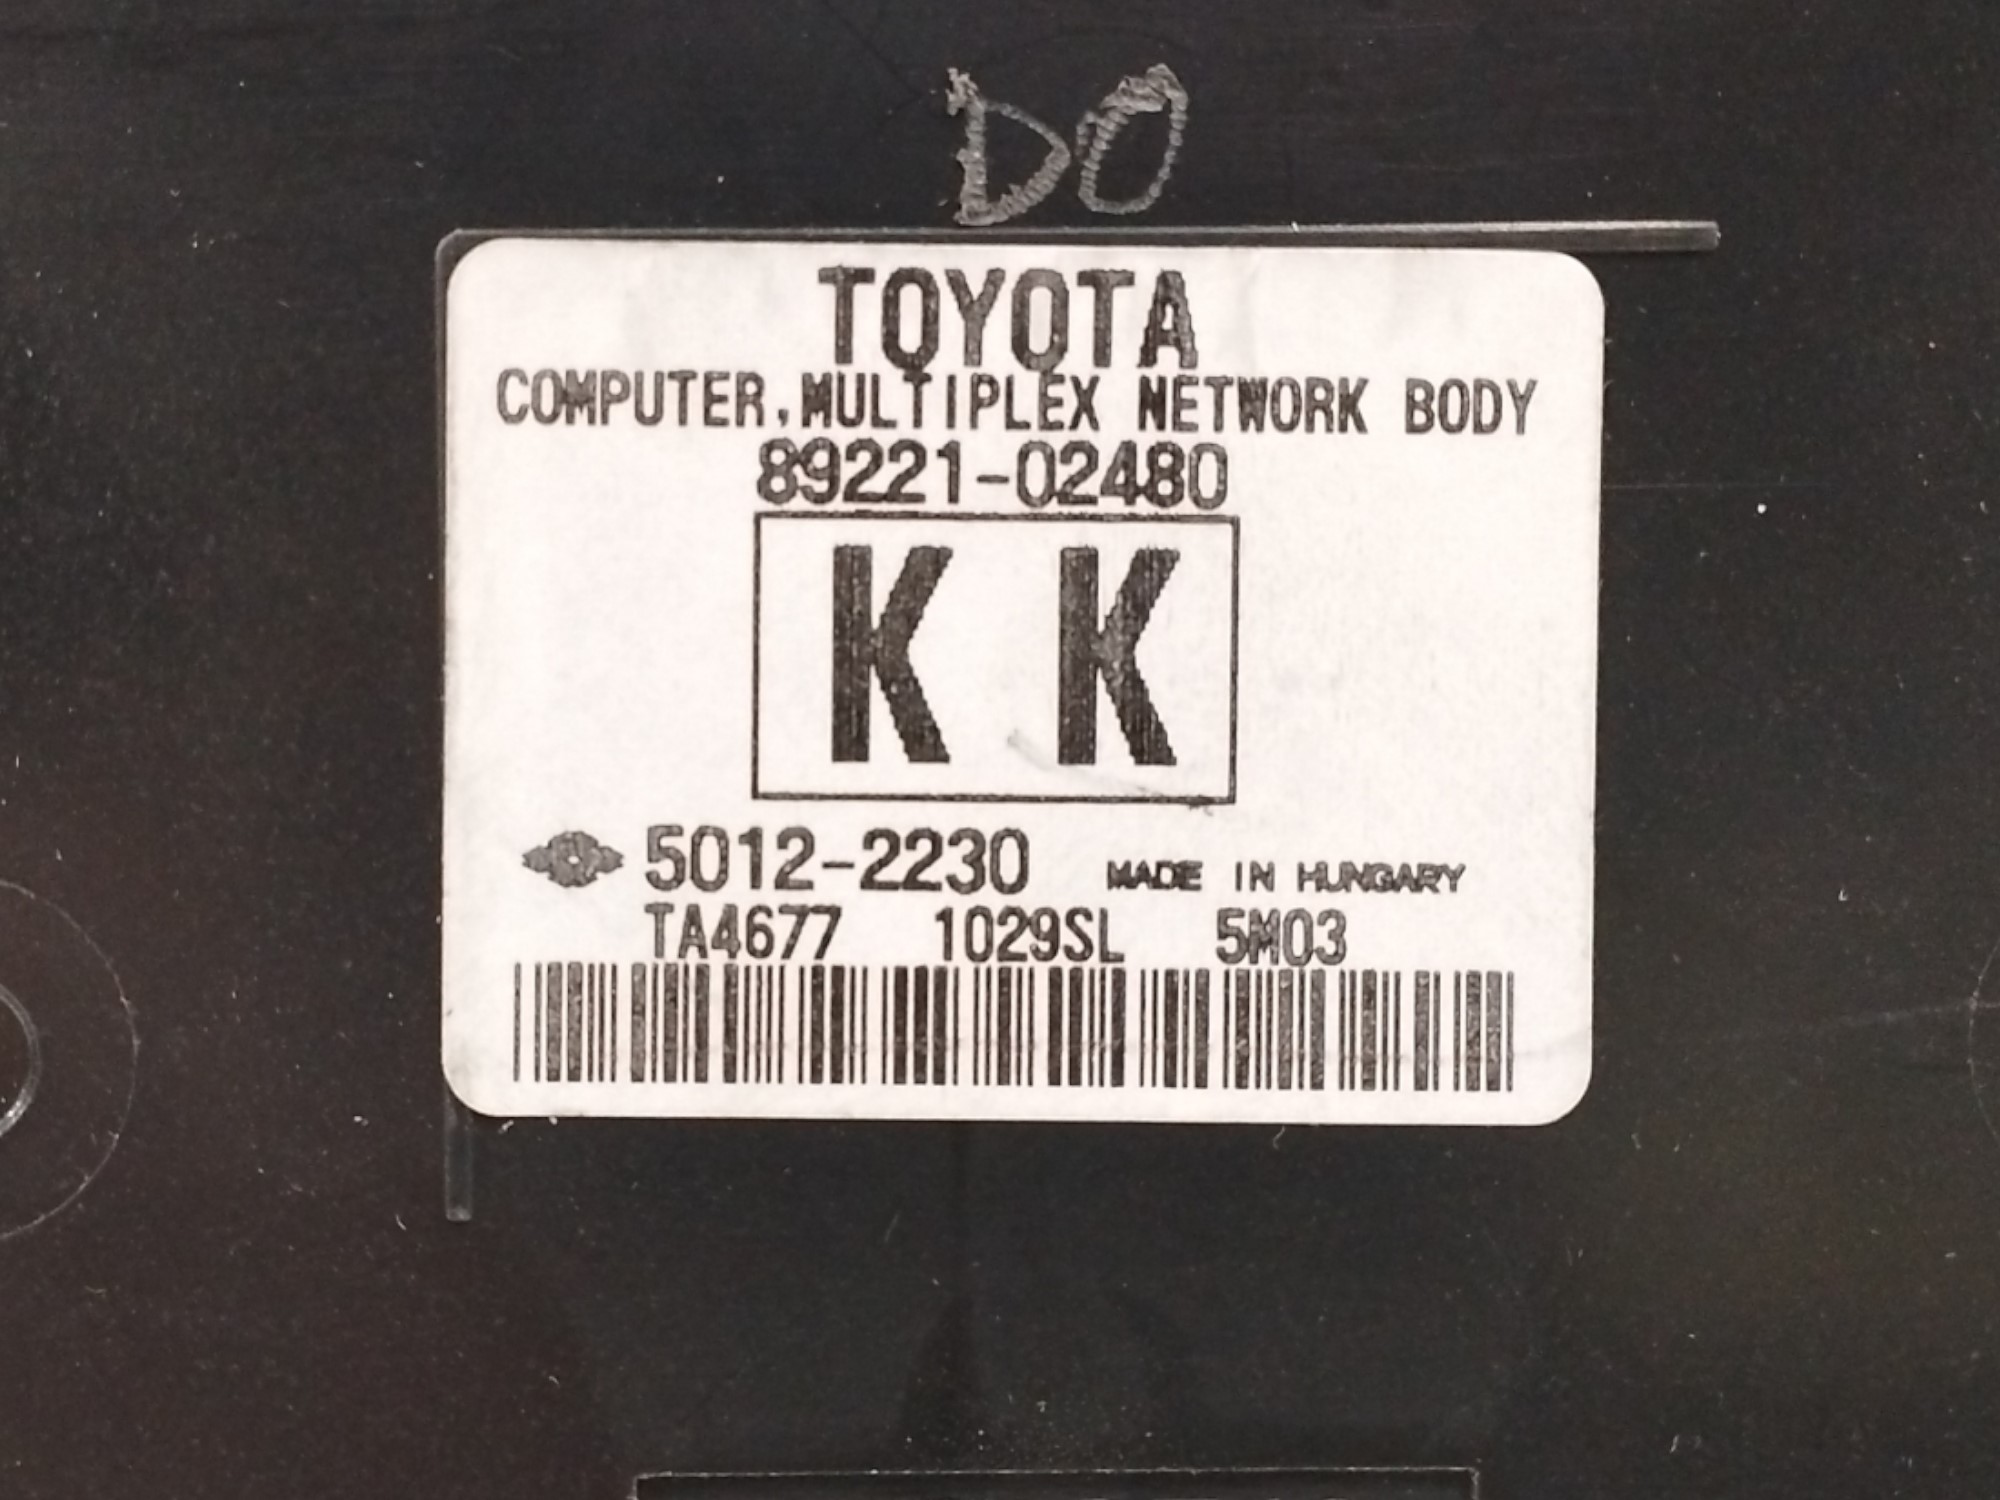 DO
TOYOTA
COMPUTER,MULTIPLEX NETWORK BODY
89221-02480
K K
5012-2230 MADE IN HUNGARY
TA4677 1029SL 5M03